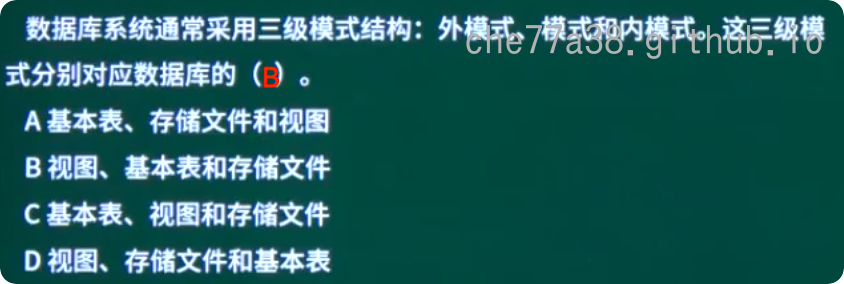 数据库系统通常采用三级模式结构：外模式、模式和内模式。这三级模
che77a38.github.io
式分别对应数据库的（B）。
A 基本表、存储文件和视图
B 视图、基本表和存储文件
C 基本表、视图和存储文件
D 视图、存储文件和基本表